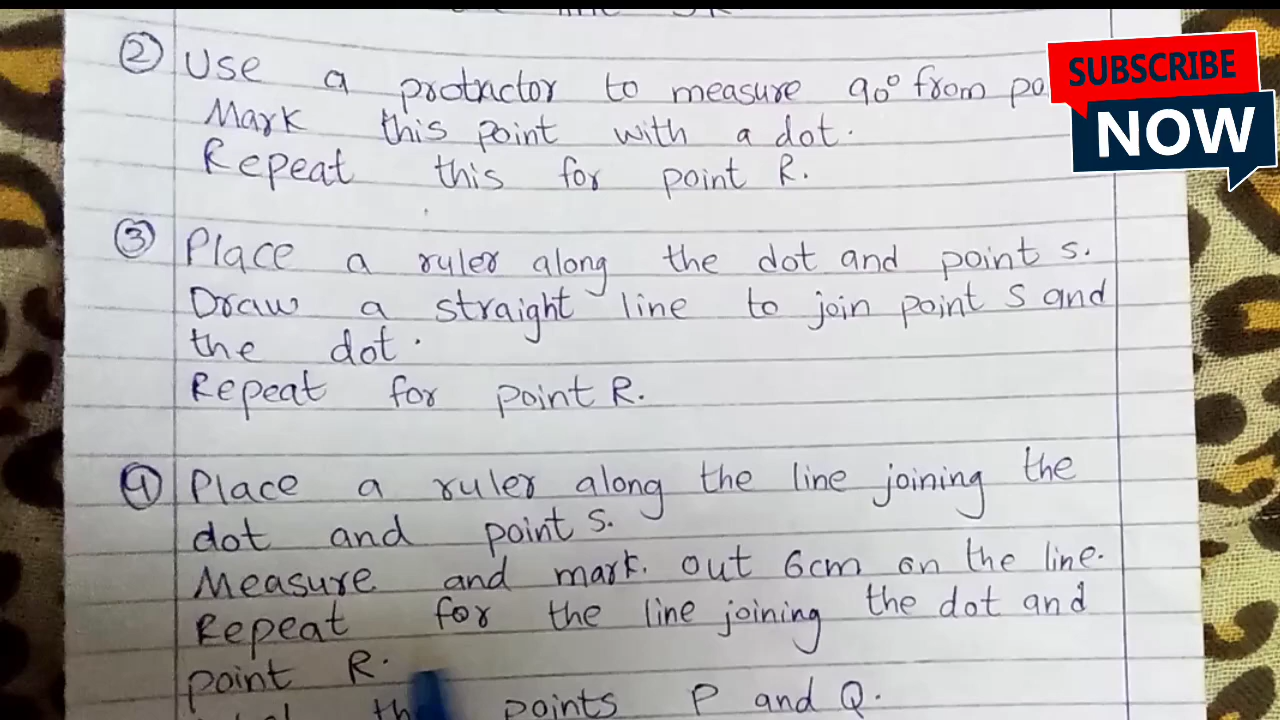 ② Use a protractor to measure 90° from
Mark this point with a dot.
Repeat this for point R.
③ Place a ruler along the dot and point S.
Draw a straight line to join point S and
the dot.
Repeat for point R.
④ Place a ruler along the line joining the
dot and point S.
Measure and mark. out 6cm on the line.
Repeat for the line joining the dot and
point R.
points P and Q.
SUBSCRIBE
NOW